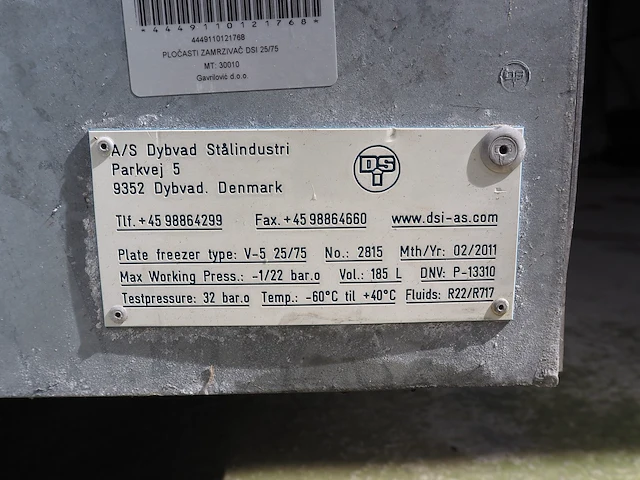 *4449110121768*
4449110121768
PLOČASTI ZAMRZIVAČ DSI 25/75
MT: 30010
Gavrilović d.o.o.
DSI
A/S Dybvad Stålindustri
Parkvej 5
9352 Dybvad. Denmark
DSI
Tlf. +45 98864299 Fax. +45 98864660 www.dsi-as.com
Plate freezer type: V-5 25/75 No.: 2815 Mth/Yr: 02/2011
Max Working Press.: -1/22 bar.o Vol.: 185 L DNV: P-13310
Testpressure: 32 bar.o Temp.: -60°C til +40°C Fluids: R22/R717